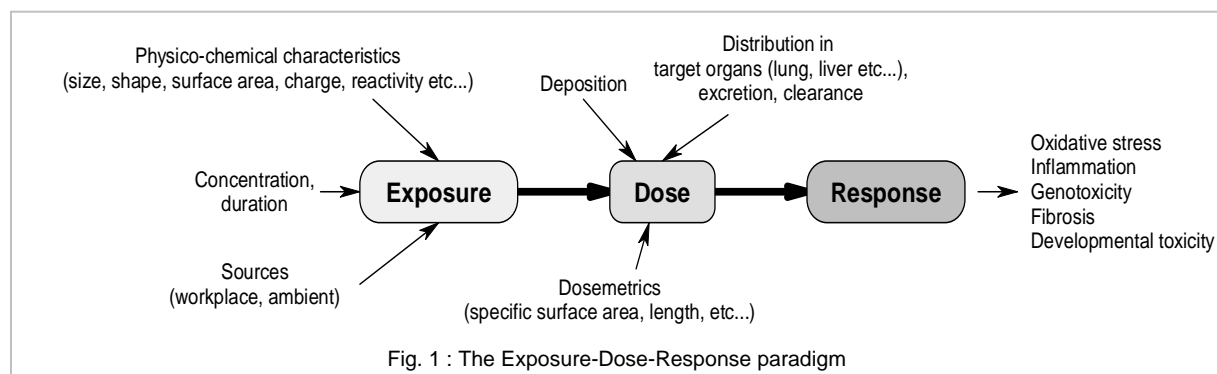 Physico-chemical characteristics
(size, shape, surface area, charge, reactivity etc...)
Deposition
Distribution in
target organs (lung, liver etc...),
excretion, clearance
Concentration,
duration
Exposure
Dose
Response
Oxidative stress
Inflammation
Genotoxicity
Fibrosis
Developmental toxicity
Sources
(workplace, ambient)
Dosemetrics
(specific surface area, length, etc...)
Fig. 1 : The Exposure-Dose-Response paradigm